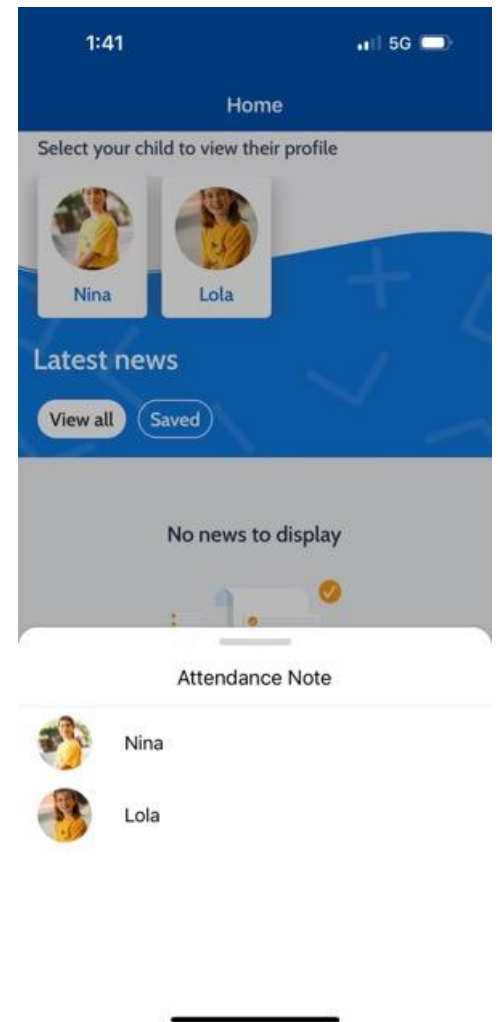 1:41 5G
Home
Select your child to view their profile
Nina Lola
Latest news
View all Saved
No news to display
Attendance Note
Nina
Lola